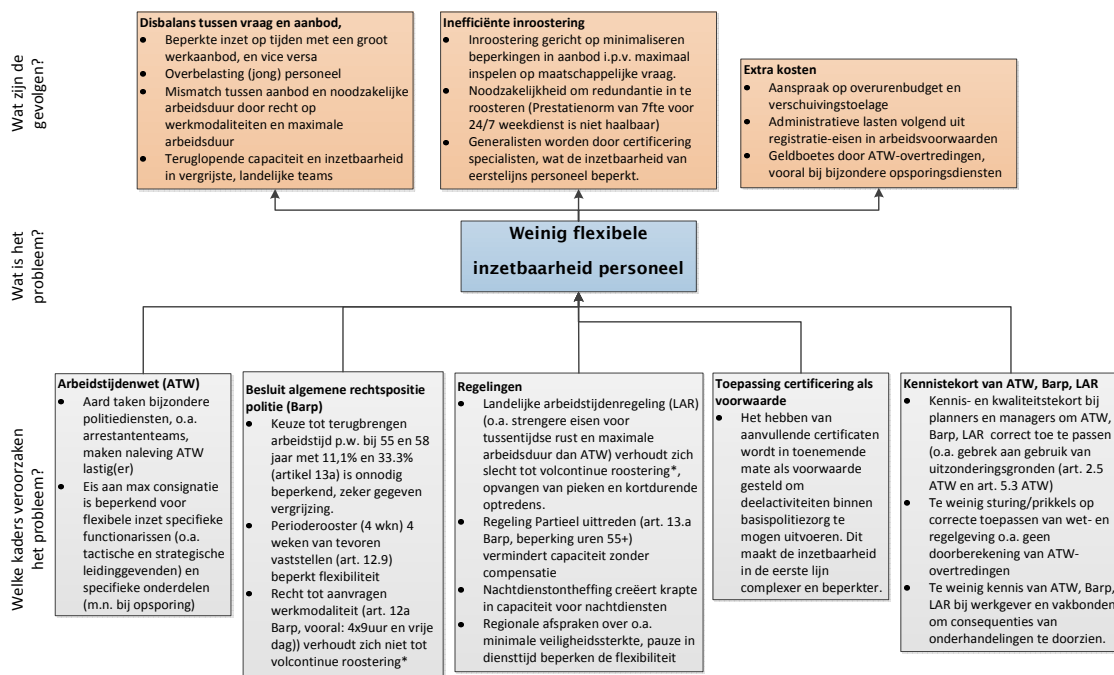 Wat zijn de
gevolgen?
Disbalans tussen vraag en aanbod,
• Beperkte inzet op tijden met een groot
werkaanbod, en vice versa
• Overbelasting (jong) personeel
• Mismatch tussen aanbod en noodzakelijke
arbeidsduur door recht op
werkmodaliteiten en maximale
arbeidsduur
• Teruglopende capaciteit en inzetbaarheid
in vergrijste, landelijke teams
Inefficiënte inroostering
• Inroostering gericht op minimaliseren
beperkingen in aanbod i.p.v. maximaal
inspelen op maatschappelijke vraag.
• Noodzakelijkheid om redundantie in te
roosteren (Prestatienorm van 7fte voor
24/7 weekdienst is niet haalbaar)
• Generalisten worden door certificering
specialisten, wat de inzetbaarheid van
eerstelijns personeel beperkt.
Extra kosten
• Aanspraak op overurenbudget en
verschuivingstoelage
• Administratieve lasten volgend uit
registratie-eisen in arbeidsvoorwaarden
• Geldboetes door ATW-overtredingen,
vooral bij bijzondere opsporingsdiensten
Wat is het
probleem?
Weinig flexibele
inzetbaarheid personeel
Welke kaders veroorzaken
het probleem?
Arbeidstijdenwet (ATW)
• Aard taken bijzondere
politiediensten, o.a.
arrestantenteams,
maken naleving ATW
lastig(er)
• Eis aan max consignatie
is beperkend voor
flexibele inzet specifieke
functionarissen (o.a.
tactische en strategische
leidinggevenden) en
specifieke onderdelen
(m.n. bij opsporing)
Besluit algemene rechtspositie
politie (Barp)
• Keuze tot terugbrengen
arbeidstijd p.w. bij 55 en 58
jaar met 11,1% en 33.3%
(artikel 13a) is onnodig
beperkend, zeker gegeven
vergrijzing.
• Perioderooster (4 wkn) 4
weken van tevoren
vaststellen (art. 12.9)
beperkt flexibiliteit
• Recht tot aanvragen
werkmodaliteit (art. 12a
Barp, vooral: 4x9uur en vrije
dag)) verhoudt zich niet tot
volcontinue roostering*
Regelingen
• Landelijke arbeidstijdenregeling (LAR)
(o.a. strengere eisen voor
tussentijdse rust en maximale
arbeidsduur dan ATW) verhoudt zich
slecht tot volcontinue roostering*,
opvangen van pieken en kortdurende
optredens.
• Regeling Partieel uittreden (art. 13.a
Barp, beperking uren 55+)
vermindert capaciteit zonder
compensatie
• Nachtdienstontheffing creëert krapte
in capaciteit voor nachtdiensten
• Regionale afspraken over o.a.
minimale veiligheidssterkte, pauze in
diensttijd beperken de flexibiliteit
Toepassing certificering als
voorwaarde
• Het hebben van
aanvullende certificaten
wordt in toenemende
mate als voorwaarde
gesteld om
deelactiviteiten binnen
basispolitiezorg te
mogen uitvoeren. Dit
maakt de inzetbaarheid
in de eerste lijn
complexer en beperkter.
Kennistekort van ATW, Barp, LAR
• Kennis- en kwaliteitstekort bij
planners en managers om ATW,
Barp, LAR correct toe te passen
(o.a. gebrek aan gebruik van
uitzonderingsgronden (art. 2.5
ATW en art. 5.3 ATW)
• Te weinig sturing/prikkels op
correcte toepassen van wet- en
regelgeving o.a. geen
doorberekening van ATW-
overtredingen
• Te weinig kennis van ATW, Barp,
LAR bij werkgever en vakbonden
om consequenties van
onderhandelingen te doorzien.